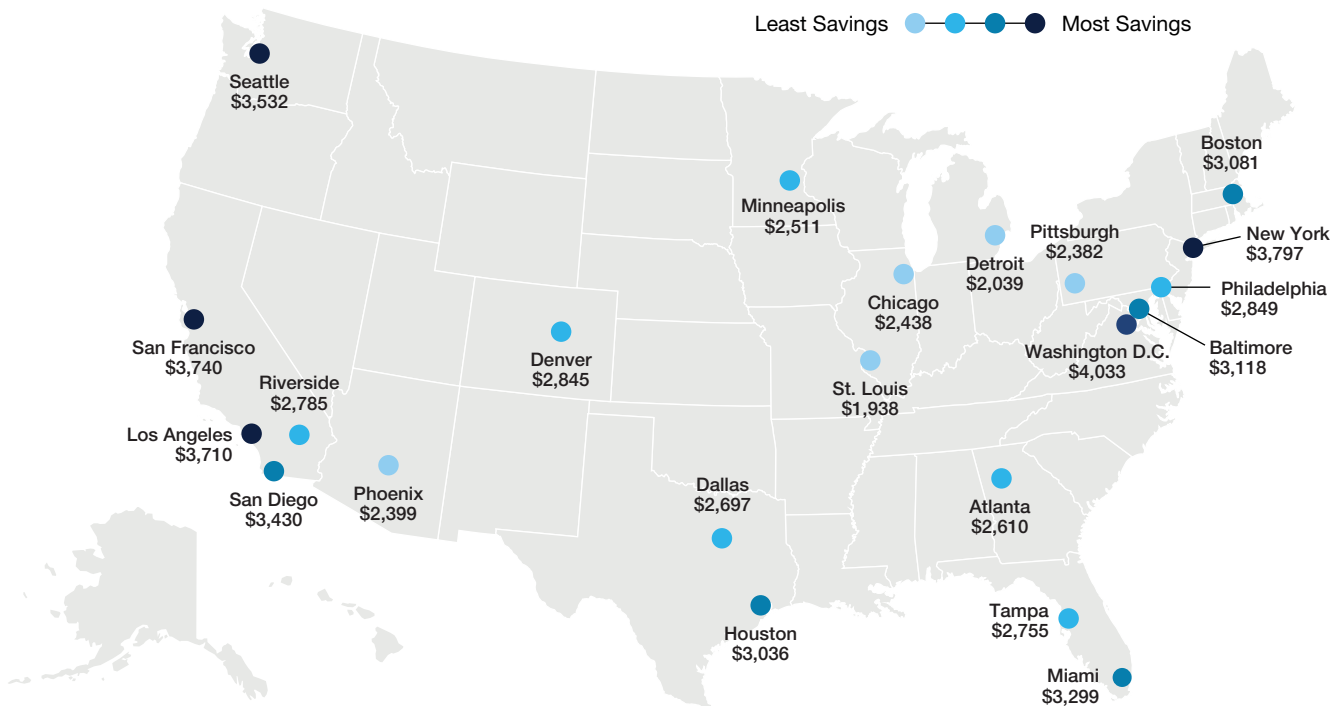 Least Savings
Most Savings
Seattle
$3,532
Boston
$3,081
Minneapolis
$2,511
Pittsburgh
$2,382
New York
$3,797
Detroit
$2,039
Philadelphia
$2,849
Chicago
$2,438
San Francisco
$3,740
Denver
$2,845
Washington D.C.
$4,033
Baltimore
$3,118
Riverside
$2,785
St. Louis
$1,938
Los Angeles
$3,710
San Diego
$3,430
Phoenix
$2,399
Dallas
$2,697
Atlanta
$2,610
Houston
$3,036
Tampa
$2,755
Miami
$3,299